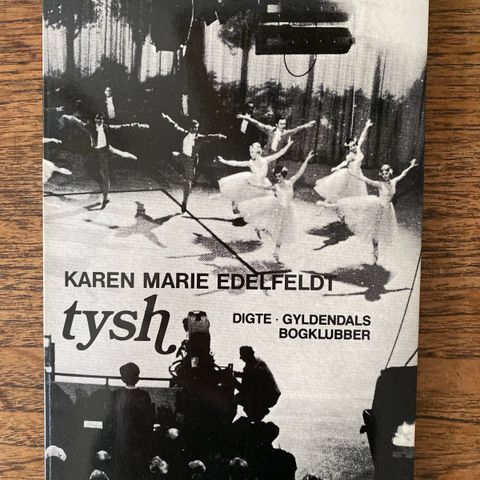 KAREN MARIE EDELFELDT
tysh
DIGTE · GYLDENDALS
BOGKLUBBER